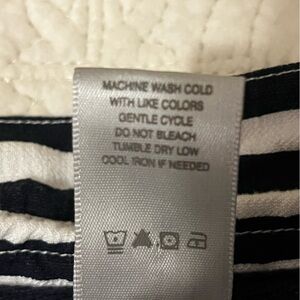 MACHINE WASH COLD
WITH LIKE COLORS
GENTLE CYCLE
DO NOT BLEACH
TUMBLE DRY LOW
COOL IRON IF NEEDED